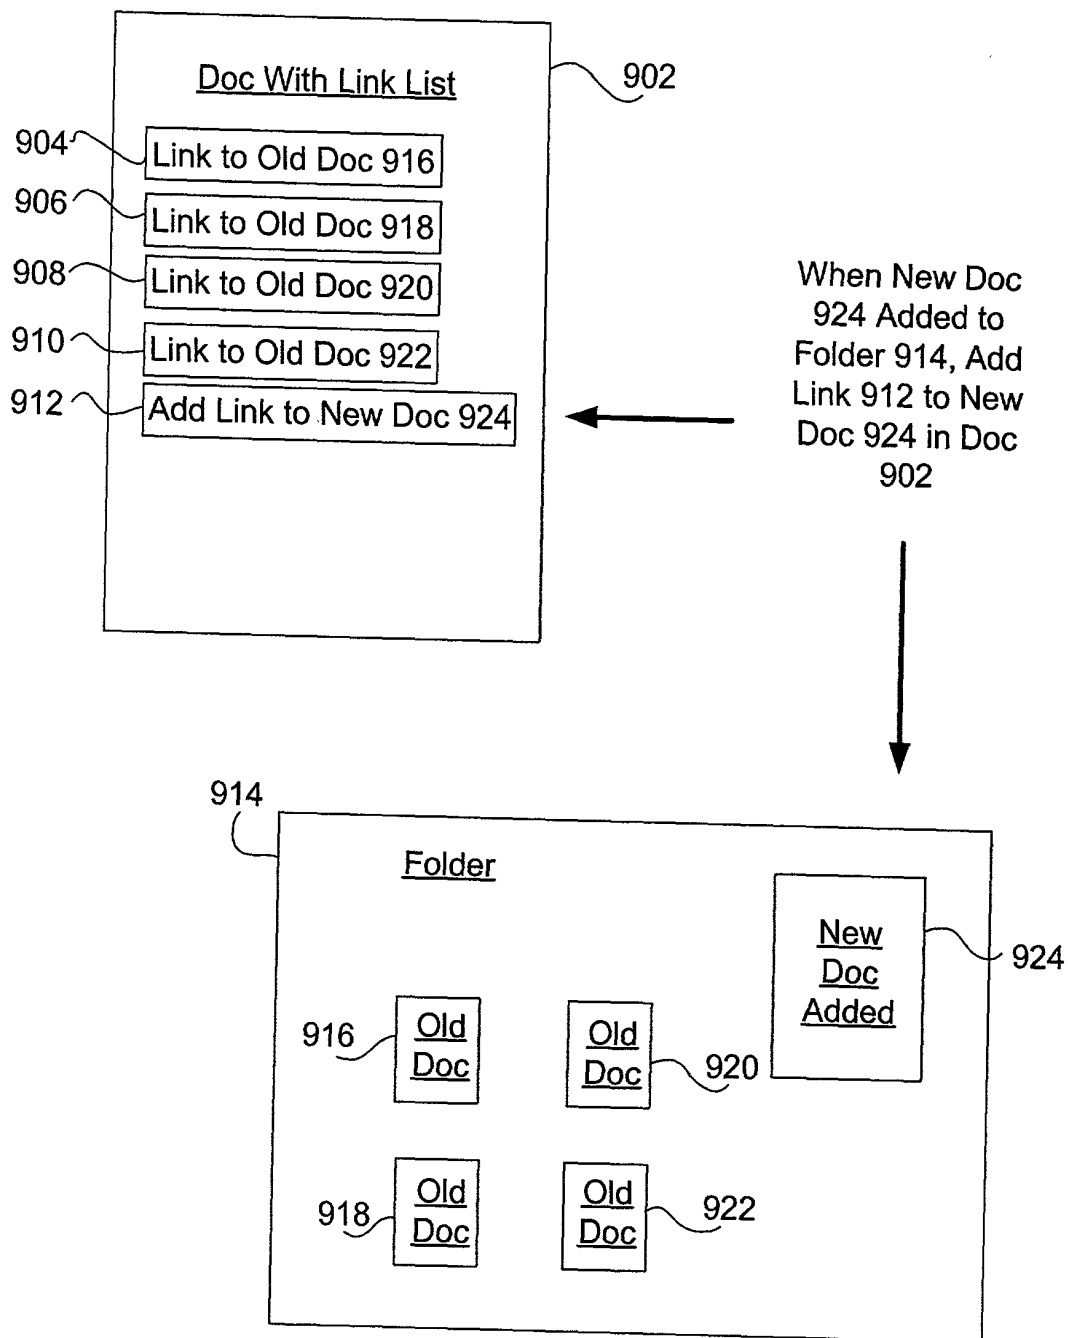 Doc With Link List
902
904
Link to Old Doc 916
906
Link to Old Doc 918
908
Link to Old Doc 920
910
Link to Old Doc 922
912
Add Link to New Doc 924
When New Doc
924 Added to
Folder 914, Add
Link 912 to New
Doc 924 in Doc
902
914
Folder
New
Doc
Added
924
916
Old
Doc
Old
Doc
920
918
Old
Doc
Old
Doc
922